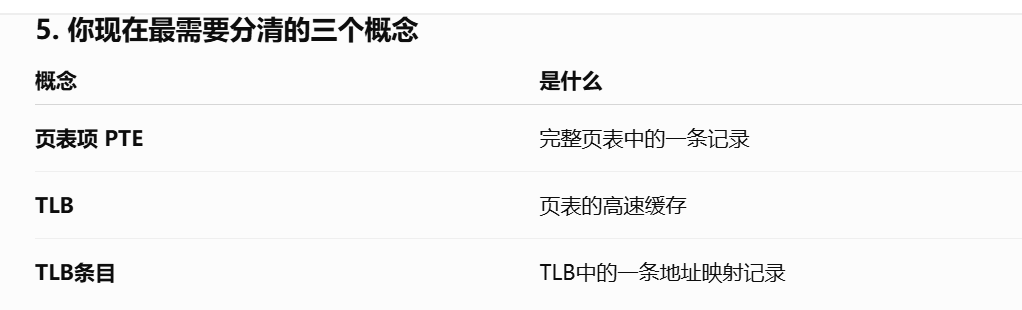 5. 你现在最需要分清的三个概念
概念 是什么
页表项 PTE 完整页表中的一条记录
TLB 页表的高速缓存
TLB条目 TLB中的一条地址映射记录